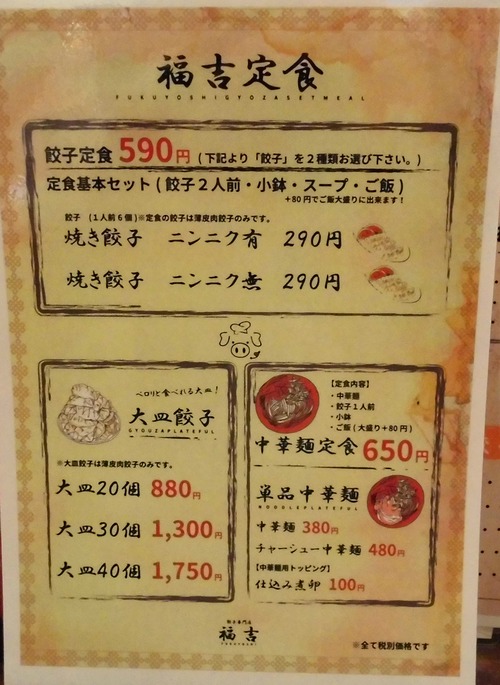 福吉定食
FUKUYOSHIGYOZASETMEAL
餃子定食 590円 (下記より「餃子」を2種類お選び下さい。)
定食基本セット(餃子2人前・小鉢・スープ・ご飯)
+80円でご飯大盛りに出来ます!
餃子 (1人前6個)※定食の餃子は薄皮肉餃子のみです。
焼き餃子 ニンニク有 290円
焼き餃子 ニンニク無 290円
ペロリと食べれる大皿!
大皿餃子
GYOUZAPLATEFUL
※大皿餃子は薄皮肉餃子のみです。
大皿20個 880円
大皿30個 1,300円
大皿40個 1,750円
【定食内容】
・中華麺
・餃子1人前
・小鉢
・ご飯(大盛り+80円)
中華麺定食 650円
単品中華麺
NOODLEPLATEFUL
中華麺 380円
チャーシュー中華麺 480円
【中華麺用トッピング】
仕込み煮卵 100円
餃子専門店
福吉
FUKUYOSHI
※全て税別価格です